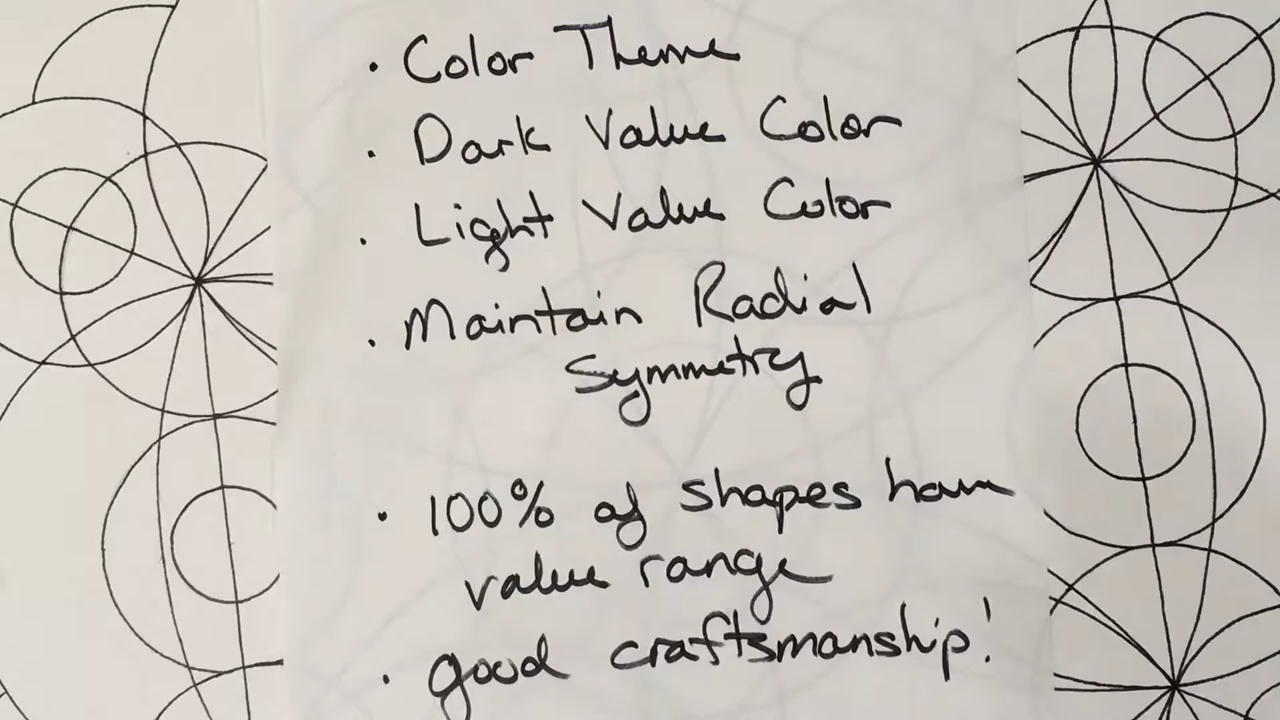 · Color Theme
· Dark Value Color
· Light Value Color
· Maintain Radial
Symmetry
· 100% of shapes have
value range
· good craftsmanship!